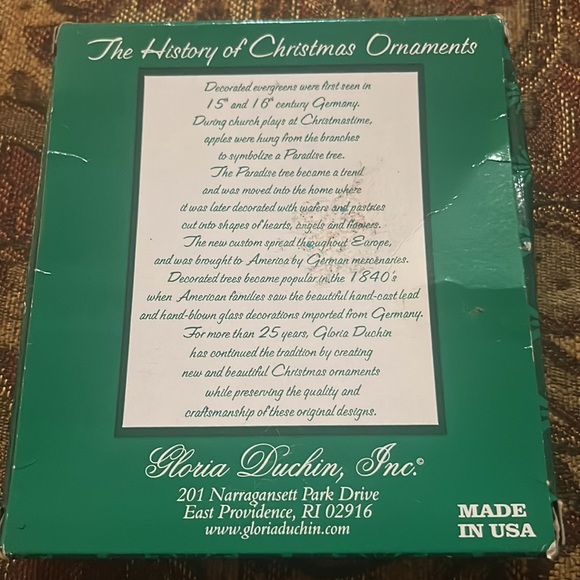 The History of Christmas Ornaments
Decorated evergreens were first seen in
15th and 16th century Germany.
During church plays at Christmastime,
apples were hung from the branches
to symbolize a Paradise tree.
The Paradise tree became a trend
and was moved into the home where
it was later decorated with wafers and pastries
cut into shapes of hearts, angels and flowers.
The new custom spread throughout Europe,
and was brought to America by German mercenaries.
Decorated trees became popular in the 1840's
when American families saw the beautiful hand-cast lead
and hand-blown glass decorations imported from Germany.
For more than 25 years, Gloria Duchin
has continued the tradition by creating
new and beautiful Christmas ornaments
while preserving the quality and
craftsmanship of these original designs.
Gloria Duchin, Inc.©
201 Narragansett Park Drive
East Providence, RI 02916
www.gloriaduchin.com
MADE
IN USA